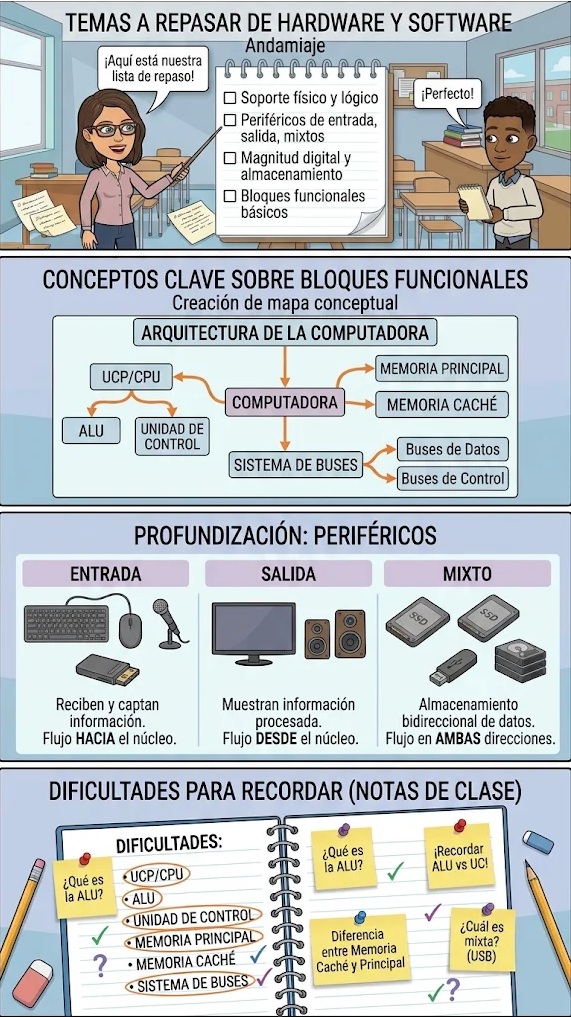 TEMAS A REPASAR DE HARDWARE Y SOFTWARE
Andamiaje
¡Aquí está nuestra
lista de repaso!
☐ Soporte físico y lógico
☐ Periféricos de entrada,
salida, mixtos
☐ Magnitud digital y
almacenamiento
☐ Bloques funcionales
básicos
¡Perfecto!
CONCEPTOS CLAVE SOBRE BLOQUES FUNCIONALES
Creación de mapa conceptual
ARQUITECTURA DE LA COMPUTADORA
UCP/CPU
ALU
UNIDAD DE
CONTROL
COMPUTADORA
MEMORIA PRINCIPAL
MEMORIA CACHÉ
SISTEMA DE BUSES
Buses de Datos
Buses de Control
PROFUNDIZACIÓN: PERIFÉRICOS
ENTRADA
Reciben y captan
información.
Flujo HACIA el núcleo.
SALIDA
Muestran información
procesada.
Flujo DESDE el núcleo.
MIXTO
SSD
SSD
Almacenamiento
bidireccional de datos.
Flujo en AMBAS direcciones.
DIFICULTADES PARA RECORDAR (NOTAS DE CLASE)
¿Qué es
la ALU?
DIFICULTADES:
• UCP/CPU
• ALU
• UNIDAD DE CONTROL
• MEMORIA PRINCIPAL
? • MEMORIA CACHÉ
• SISTEMA DE BUSES
¿Qué es
la ALU?
¡Recordar
ALU vs UC!
Diferencia
entre Memoria
Caché y Principal
¿Cuál es
mixta?
(USB)
?